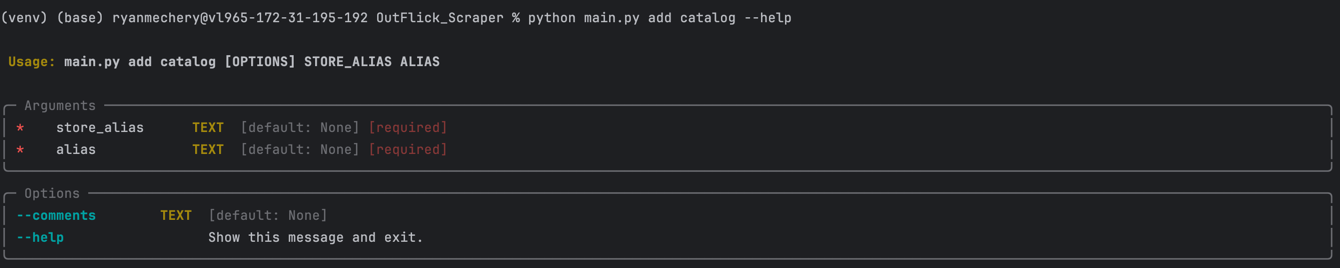 (venv) (base) ryanmechery@vl965-172-31-195-192 OutFlick_Scraper % python main.py add catalog --help
Usage: main.py add catalog [OPTIONS] STORE_ALIAS ALIAS
Arguments
* store_alias TEXT [default: None] [required]
* alias TEXT [default: None] [required]
Options
--comments TEXT [default: None]
--help Show this message and exit.